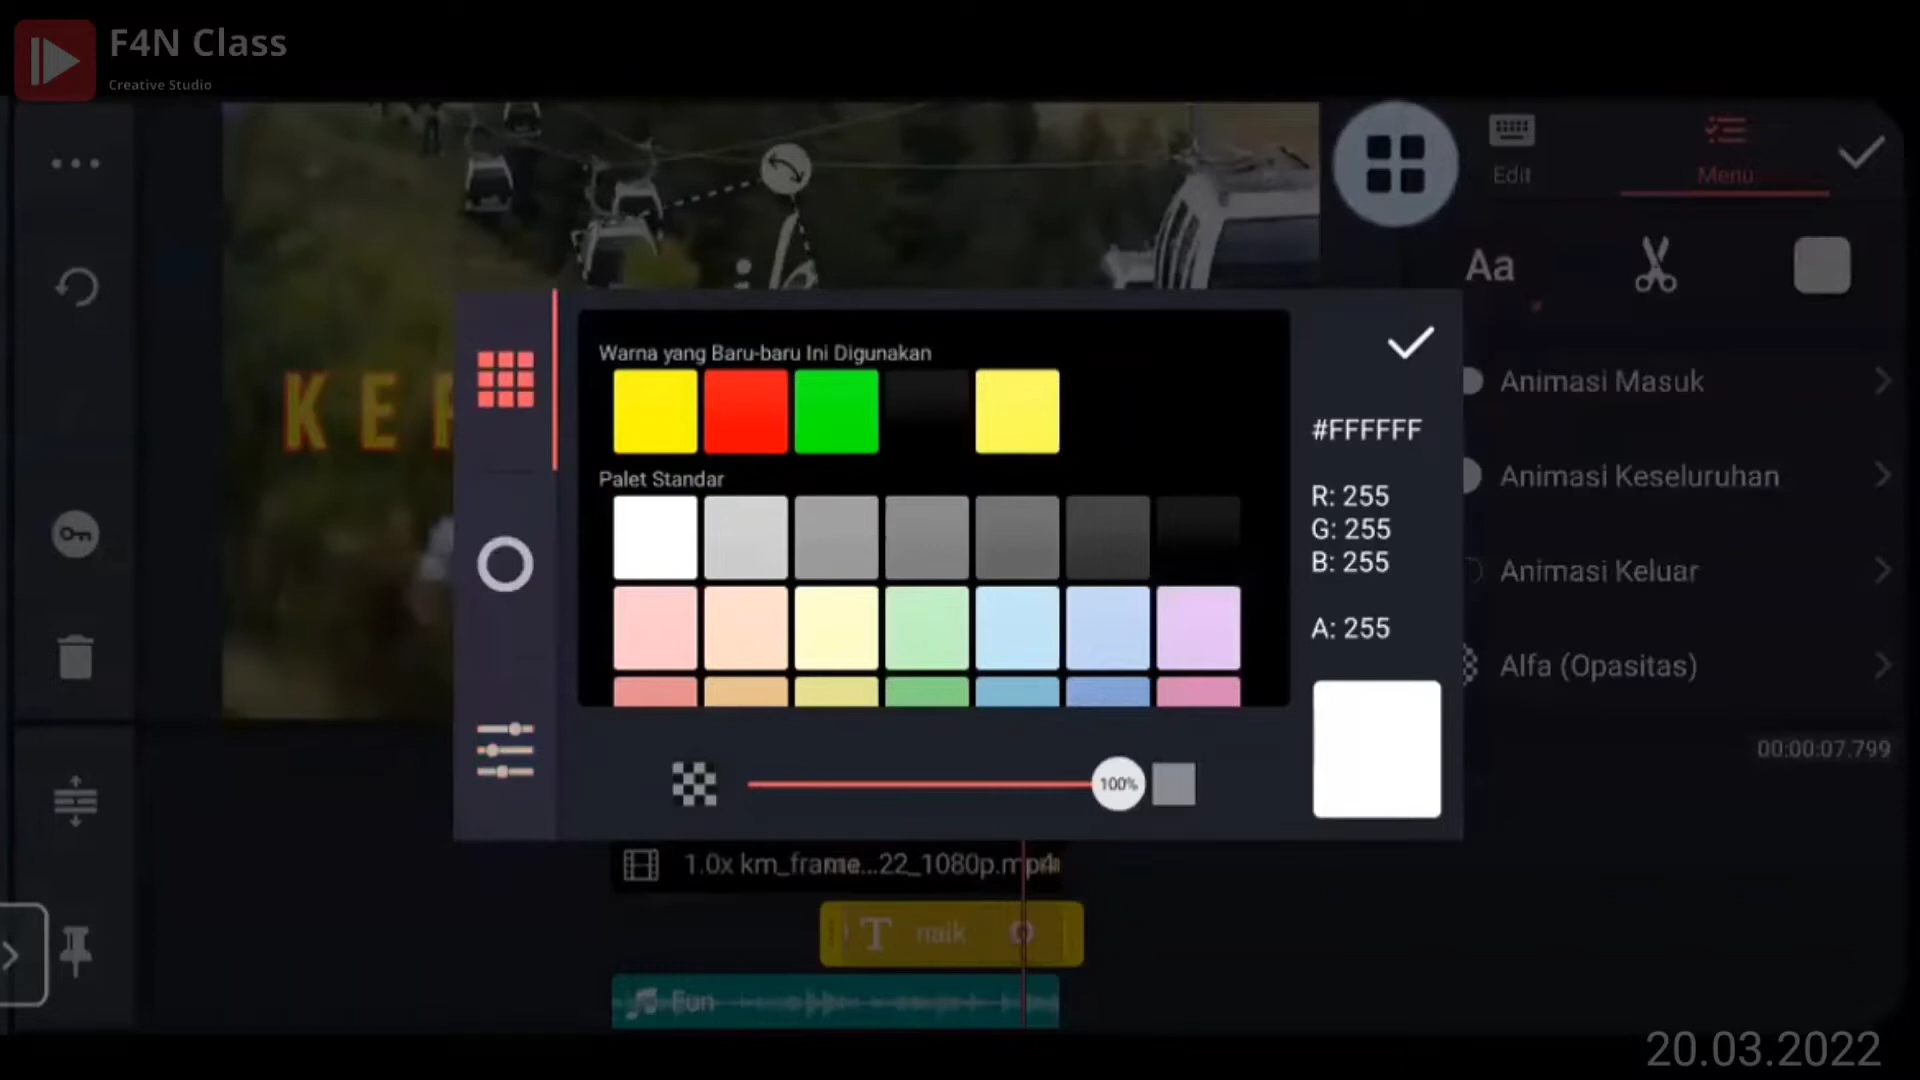 F4N Class
Creative Studio
Edit
Menu
Aa
KE
Warna yang Baru-baru Ini Digunakan
Palet Standar
#FFFFFF
R: 255
G: 255
B: 255
A: 255
100%
Animasi Masuk
Animasi Keseluruhan
Animasi Keluar
Alfa (Opasitas)
00:00:07.799
1.0x km_frame...22_1080p.mp4
T naik
Fun
20.03.2022